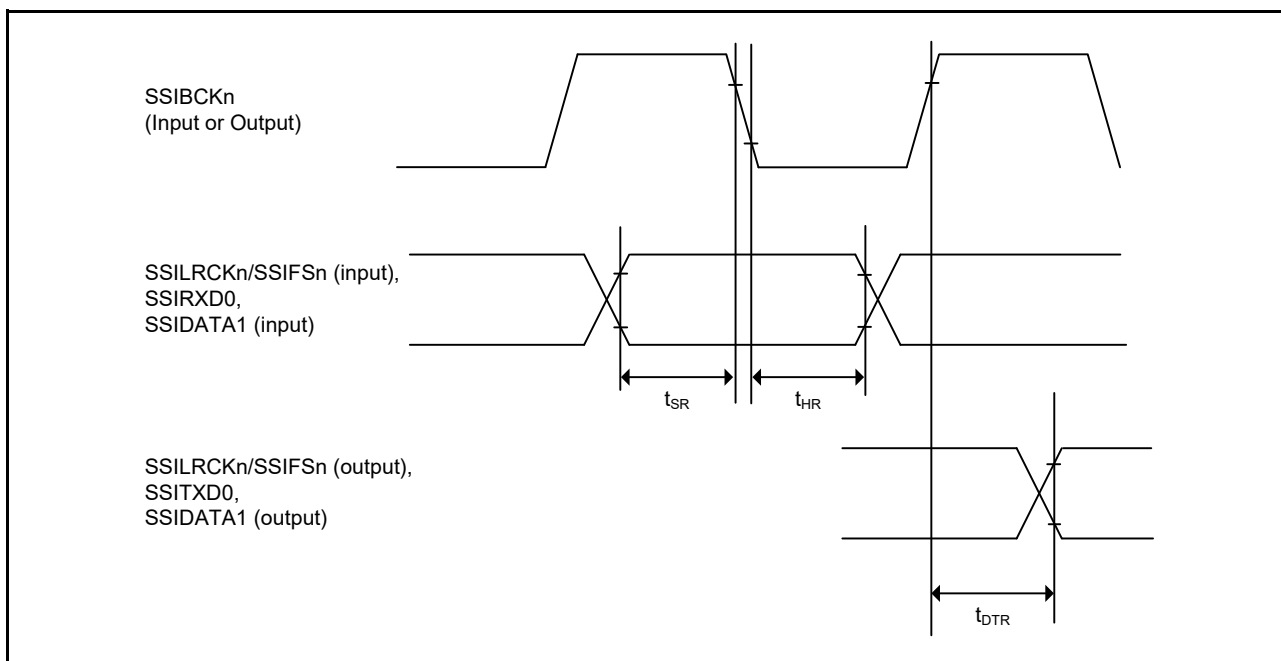 SSIBCKn
(Input or Output)
SSILRCKn/SSIFSn (input),
SSIRXD0,
SSIDATA1 (input)
tSR
tHR
SSILRCKn/SSIFSn (output),
SSITXD0,
SSIDATA1 (output)
tDTR